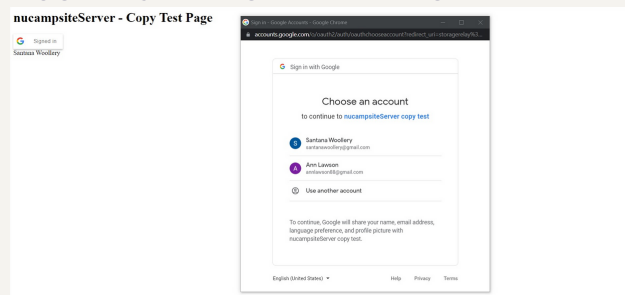 nucampsiteServer - Copy Test Page
Signed in
Santana Woollery
Sign in - Google Accounts - Google Chrome
accounts.google.com/o/oauth2/auth/oauthchooseaccount?redirect_uri=storagerelay%3...
Sign in with Google
Choose an account
to continue to nucampsiteServer copy test
S
Santana Woollery
santanawoollery@gmail.com
A
Ann Lawson
annlawson88@gmail.com
Use another account
To continue, Google will share your name, email address,
language preference, and profile picture with
nucampsiteServer copy test.
English (United States)
Help Privacy Terms